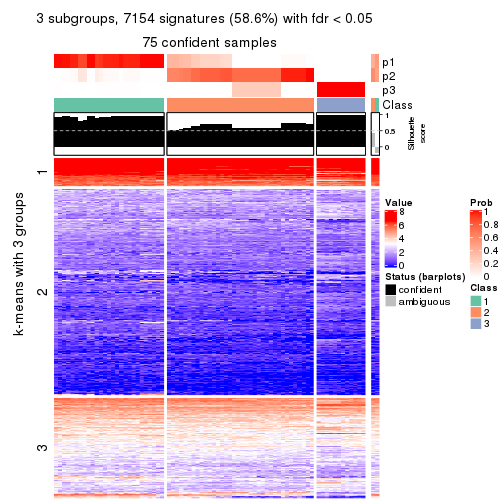 3 subgroups, 7154 signatures (58.6%) with fdr < 0.05
75 confident samples
p1
p2
p3
Class
1
0.5
0
Silhouette
score
k-means with 3 groups
1
2
3
Value
8
6
4
2
0
Status (barplots)
confident
ambiguous
Prob
1
0.8
0.6
0.4
0.2
0
Class
1
2
3